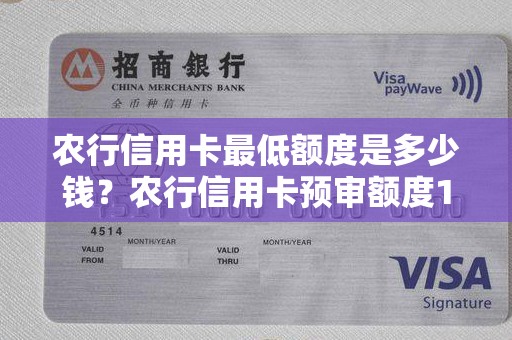 招商銀行
CHINA MERCHANTS BANK
全币种信用卡
Visa
payWave
农行信用卡最低额度是多少
钱？农行信用卡预审额度1
4514
MONTH/YEAR
MONTH/YEAR
VALID
FROM
VALID
THRU
VISA
Signature